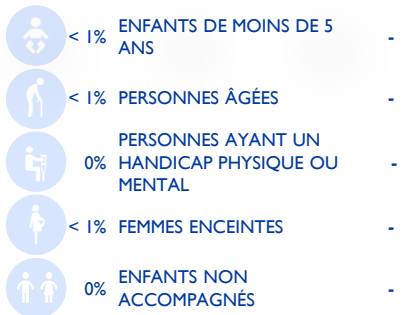 < 1% ENFANTS DE MOINS DE 5
ANS -
< 1% PERSONNES ÂGÉES -
PERSONNES AYANT UN
0% HANDICAP PHYSIQUE OU -
MENTAL
< 1% FEMMES ENCEINTES -
0% ENFANTS NON
ACCOMPAGNÉS -